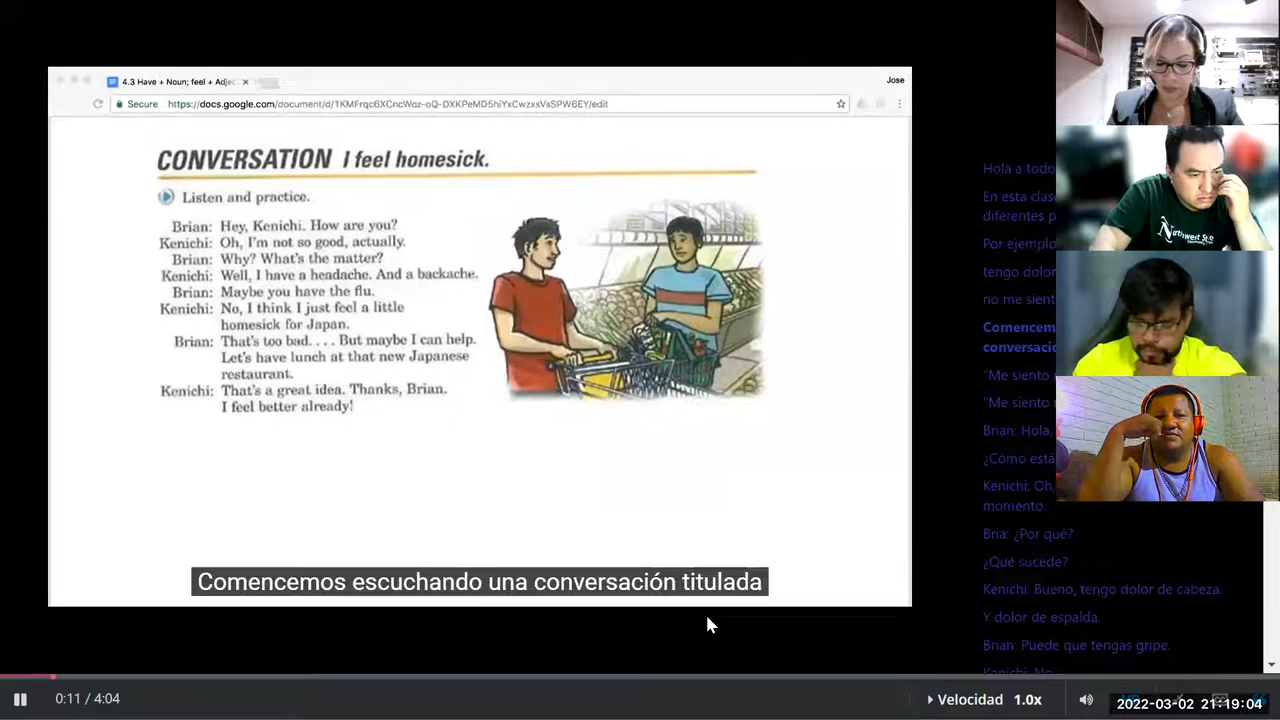 4.3 Have + Noun; feel + Adje
Jose
Secure https://docs.google.com/document/d/1KMFrqc6XCncWaz-oQ-DXKPeMD5hiYxCwzxsVsSPW6EY/edit
CONVERSATION I feel homesick.
Listen and practice.
Brian: Hey, Kenichi. How are you?
Kenichi: Oh, I'm not so good, actually.
Brian: Why? What's the matter?
Kenichi: Well, I have a headache. And a backache.
Brian: Maybe you have the flu.
Kenichi: No, I think I just feel a little
homesick for Japan.
Brian: That's too bad. . . . But maybe I can help.
Let's have lunch at that new Japanese
restaurant.
Kenichi: That's a great idea. Thanks, Brian.
I feel better already!
Comencemos escuchando una conversación titulada
Hola a todo
En esta clas
diferentes p
Por ejemplo
tengo dolor
no me sient
Comencem
conversació
"Me siento
"Me siento
Brian: Hola,
¿Cómo está
Kenichi: Oh,
momento.
Bria: ¿Por qué?
¿Qué sucede?
Kenichi: Bueno, tengo dolor de cabeza.
Y dolor de espalda.
Brian: Puede que tengas gripe.
Kenichi: No
Northwest
0:11 / 4:04
Velocidad 1.0x
2022-03-02 21:19:04